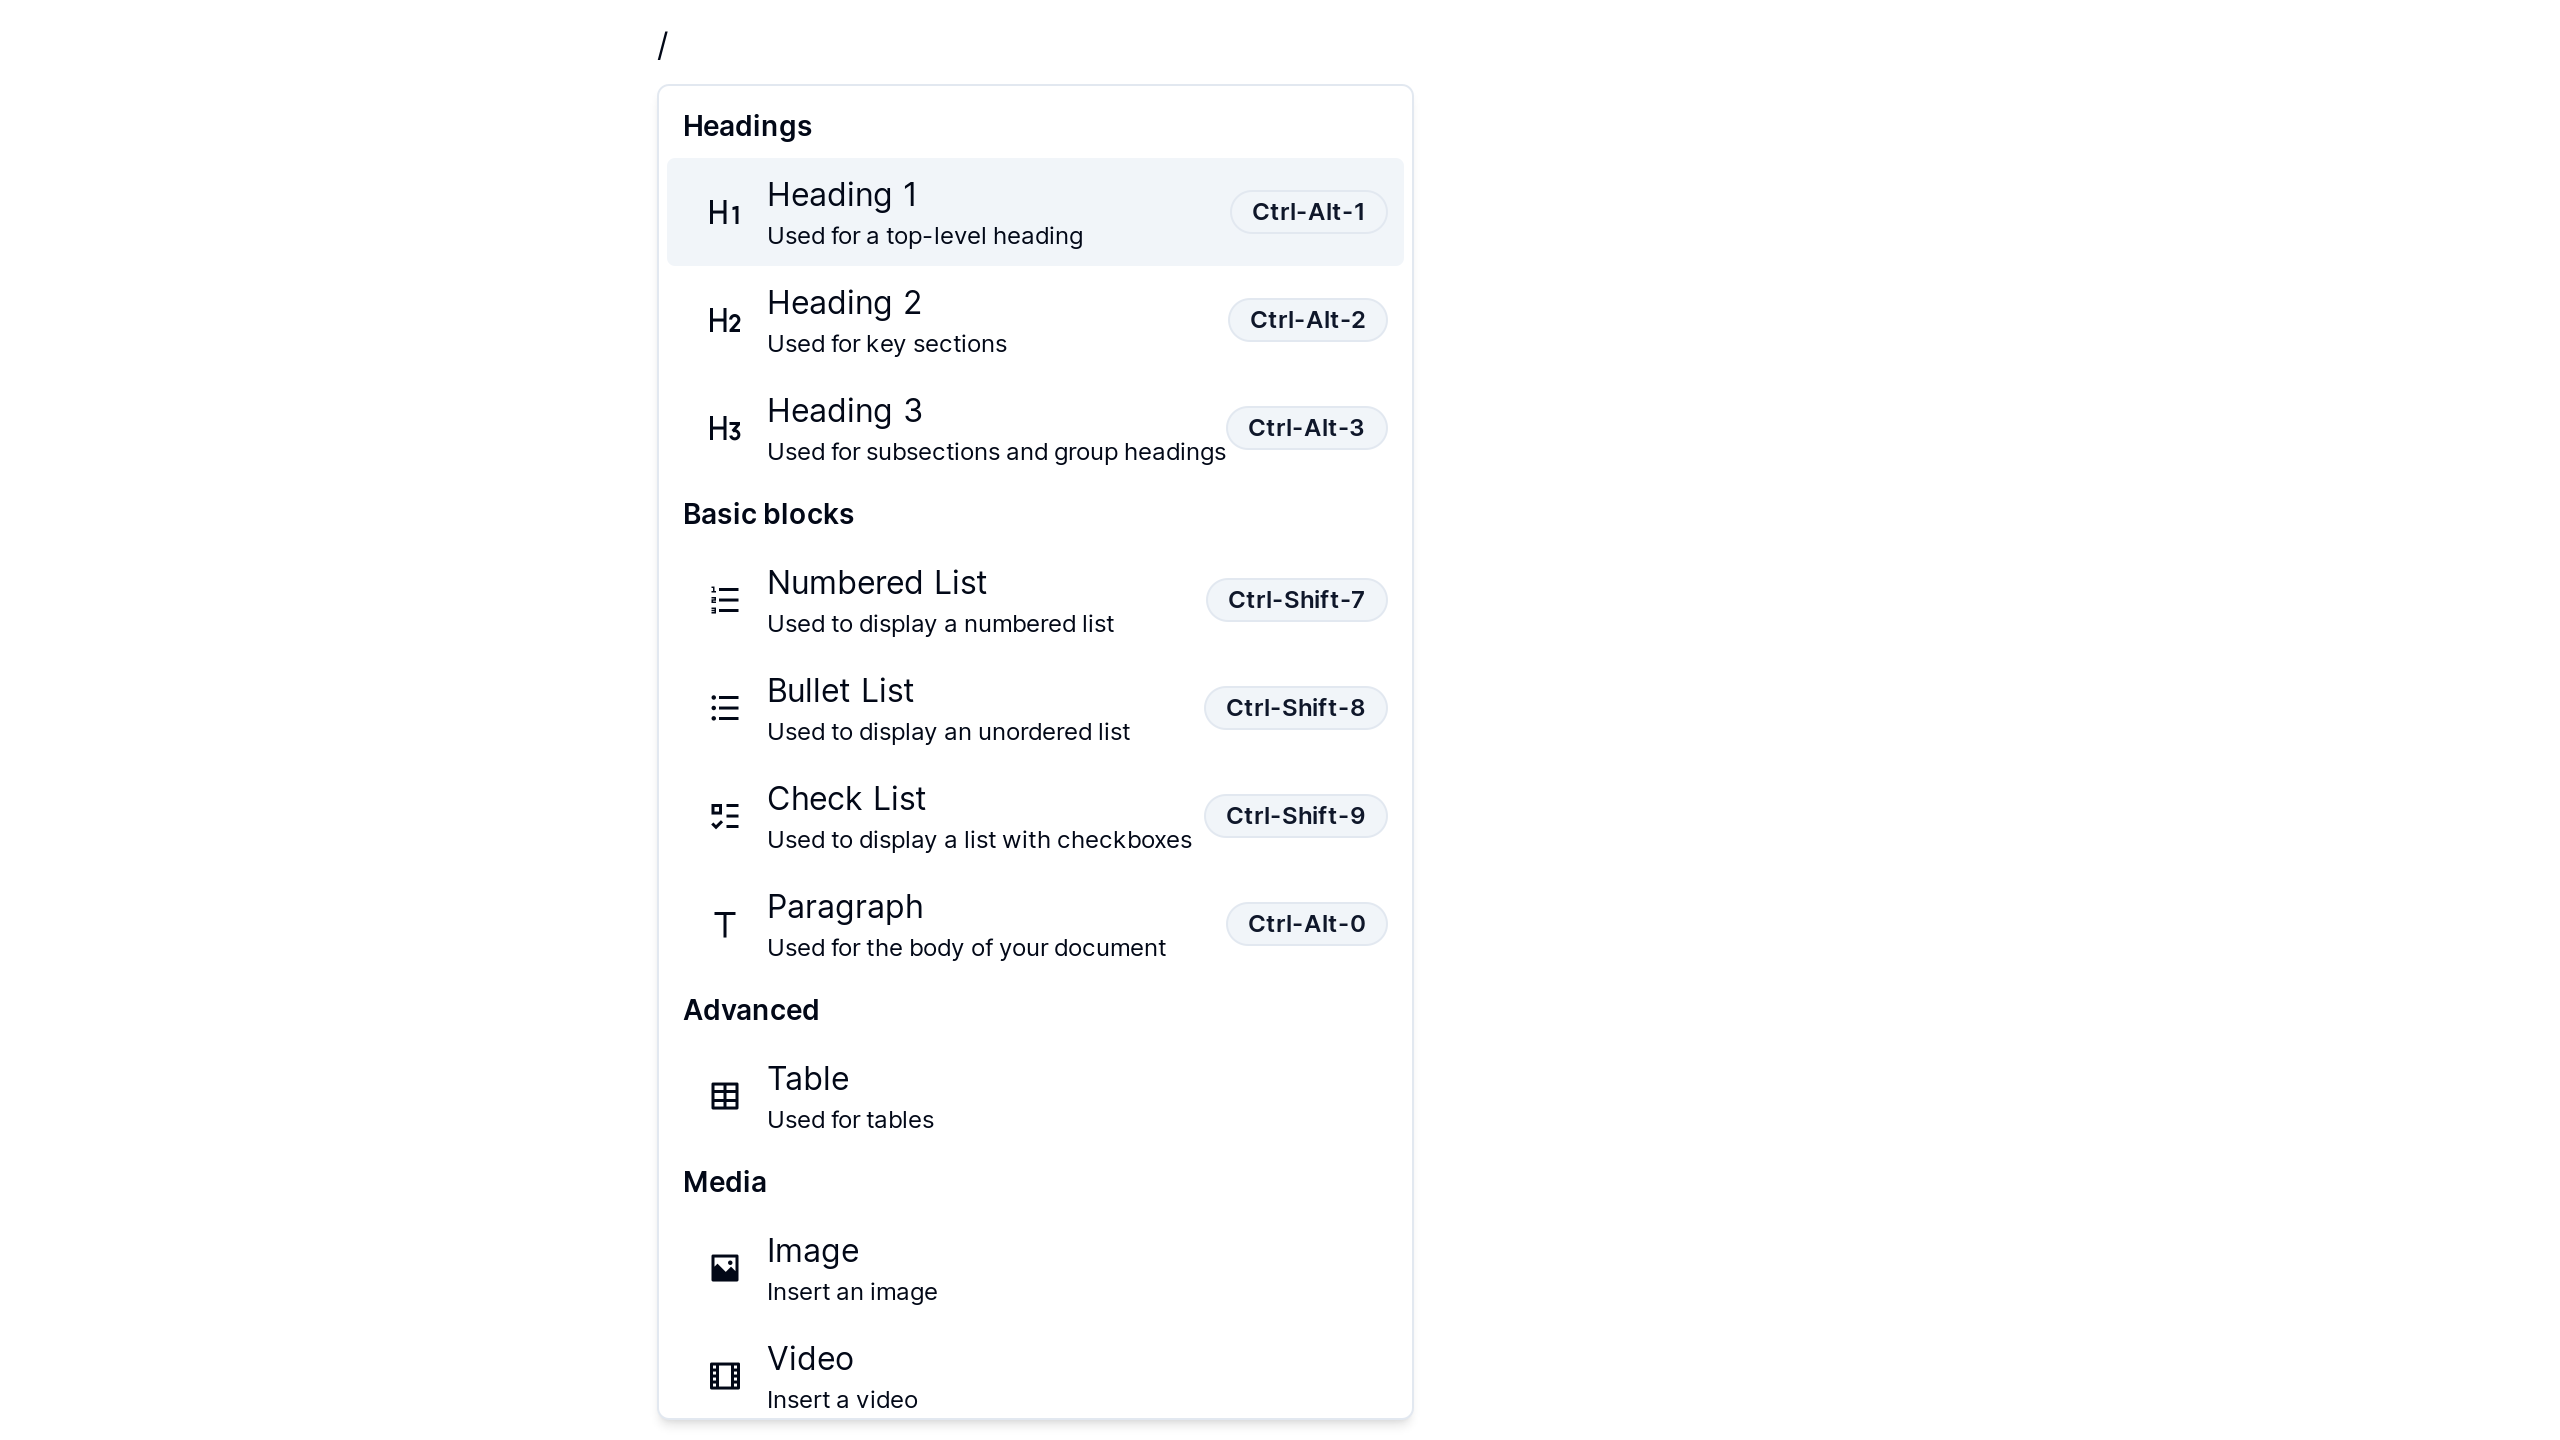 /
Headings
H1 Heading 1 Ctrl-Alt-1
Used for a top-level heading
H2 Heading 2 Ctrl-Alt-2
Used for key sections
H3 Heading 3 Ctrl-Alt-3
Used for subsections and group headings
Basic blocks
Numbered List Ctrl-Shift-7
Used to display a numbered list
Bullet List Ctrl-Shift-8
Used to display an unordered list
Check List Ctrl-Shift-9
Used to display a list with checkboxes
Paragraph Ctrl-Alt-0
Used for the body of your document
Advanced
Table
Used for tables
Media
Image
Insert an image
Video
Insert a video